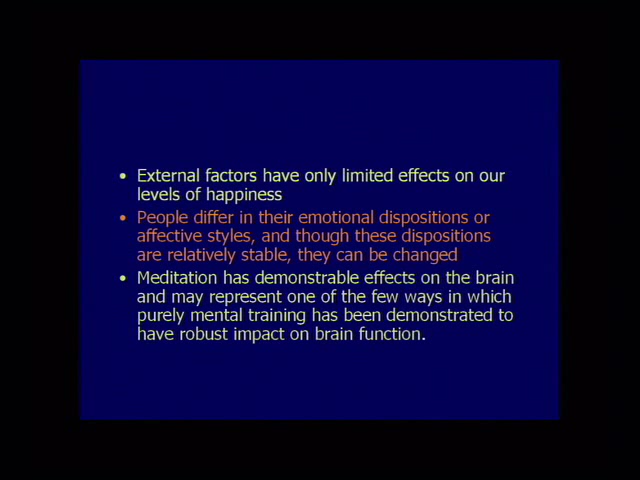 • External factors have only limited effects on our
levels of happiness
• People differ in their emotional dispositions or
affective styles, and though these dispositions
are relatively stable, they can be changed
• Meditation has demonstrable effects on the brain
and may represent one of the few ways in which
purely mental training has been demonstrated to
have robust impact on brain function.